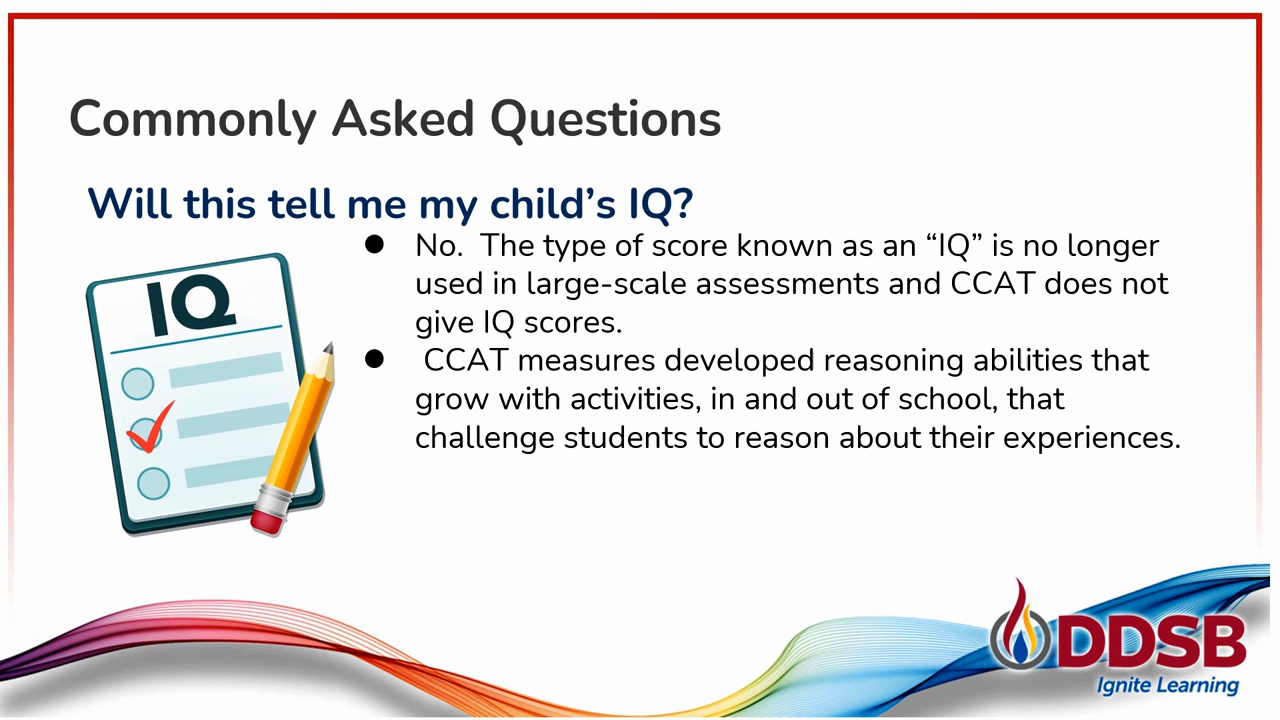 Commonly Asked Questions
Will this tell me my child’s IQ?
IQ
● No.  The type of score known as an “IQ” is no longer
used in large-scale assessments and CCAT does not
give IQ scores.
● CCAT measures developed reasoning abilities that
grow with activities, in and out of school, that
challenge students to reason about their experiences.
DDSB
Ignite Learning